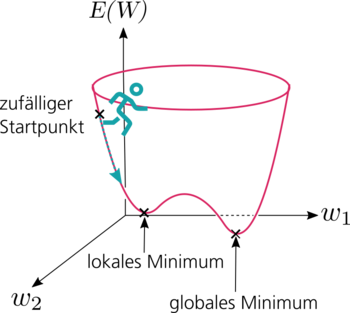 E(W)
zufälliger
Startpunkt
w₁
lokales Minimum
w₂
globales Minimum